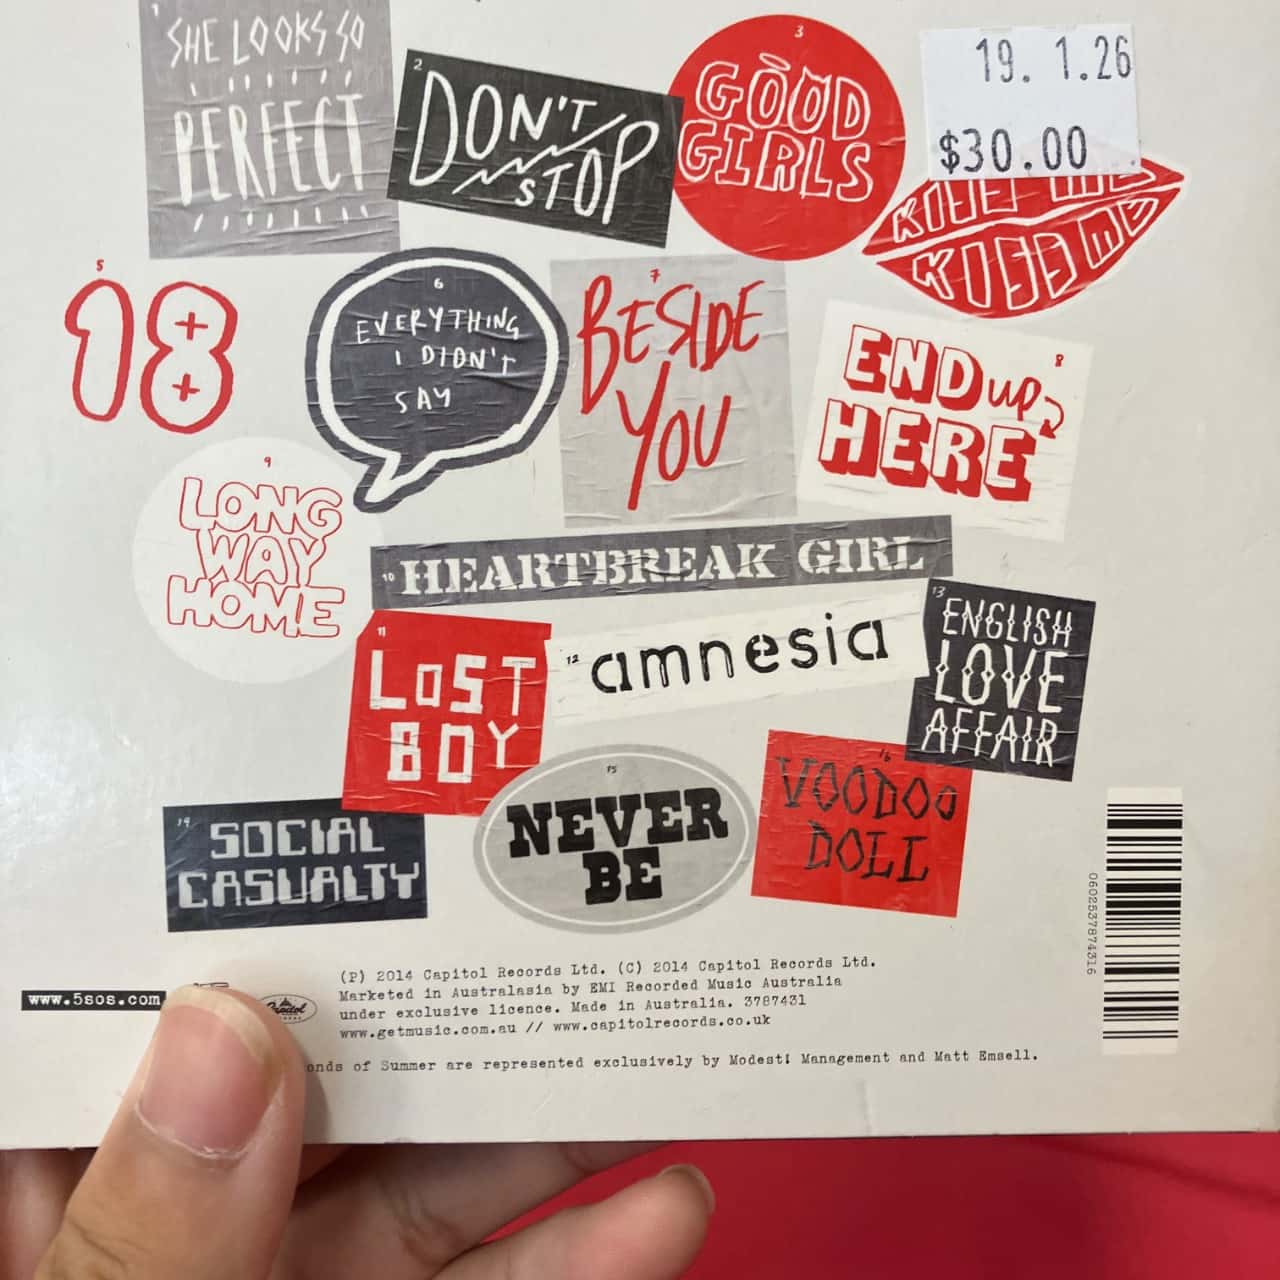 1
SHE LOOKS SO
PERFECT
2
DON'T
STOP
3
GOOD
GIRLS
19. 1.26
$30.00
KISS ME
KISS ME
5
18
6
EVERYTHING
I DIDN'T
SAY
7
BESIDE
YOU
8
END UP
HERE
9
LONG
WAY
HOME
10 HEARTBREAK GIRL
11
LOST
BOY
12 amnesia
13
ENGLISH
LOVE
AFFAIR
14
SOCIAL
CASUALTY
15
NEVER
BE
16
VOODOO
DOLL
0602537874316
www.5sos.com
Capitol
(P) 2014 Capitol Records Ltd. (C) 2014 Capitol Records Ltd.
Marketed in Australasia by EMI Recorded Music Australia
under exclusive licence. Made in Australia. 3787431
www.getmusic.com.au // www.capitolrecords.co.uk
onds of Summer are represented exclusively by Modest! Management and Matt Emsell.